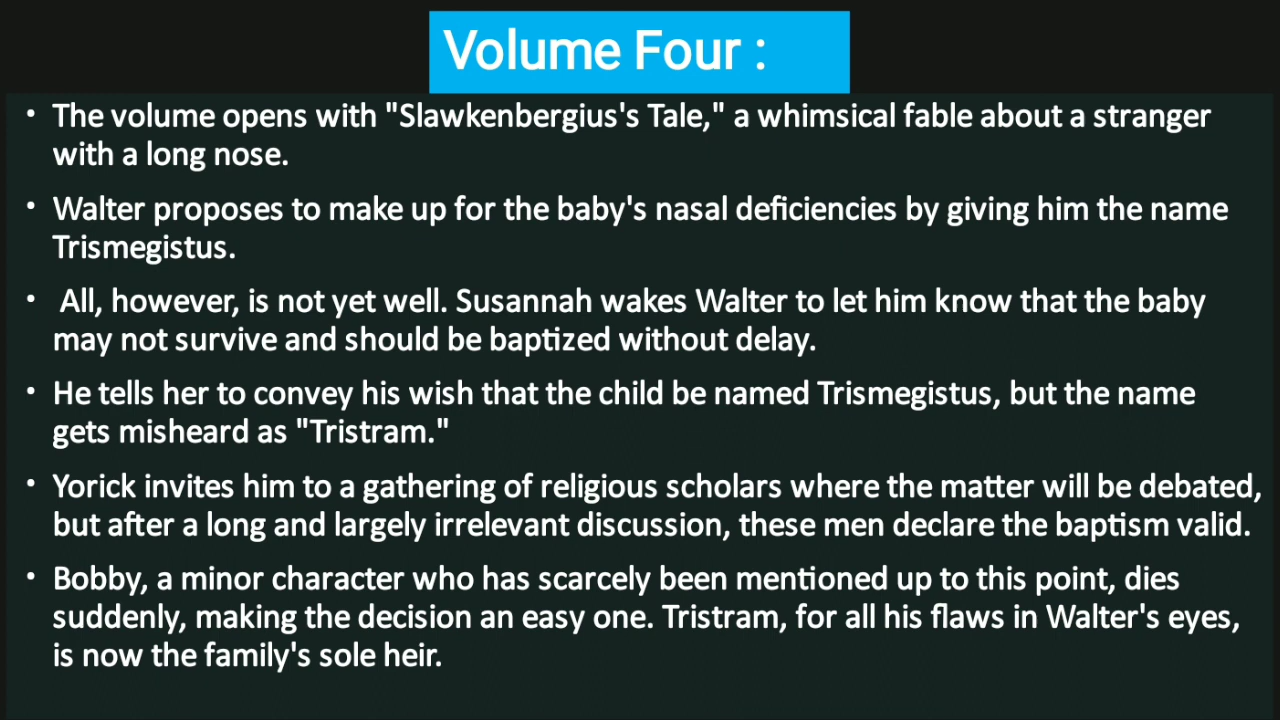 Volume Four :
• The volume opens with "Slawkenbergius's Tale," a whimsical fable about a stranger
with a long nose.
• Walter proposes to make up for the baby's nasal deficiencies by giving him the name
Trismegistus.
• All, however, is not yet well. Susannah wakes Walter to let him know that the baby
may not survive and should be baptized without delay.
• He tells her to convey his wish that the child be named Trismegistus, but the name
gets misheard as "Tristram."
• Yorick invites him to a gathering of religious scholars where the matter will be debated,
but after a long and largely irrelevant discussion, these men declare the baptism valid.
• Bobby, a minor character who has scarcely been mentioned up to this point, dies
suddenly, making the decision an easy one. Tristram, for all his flaws in Walter's eyes,
is now the family's sole heir.